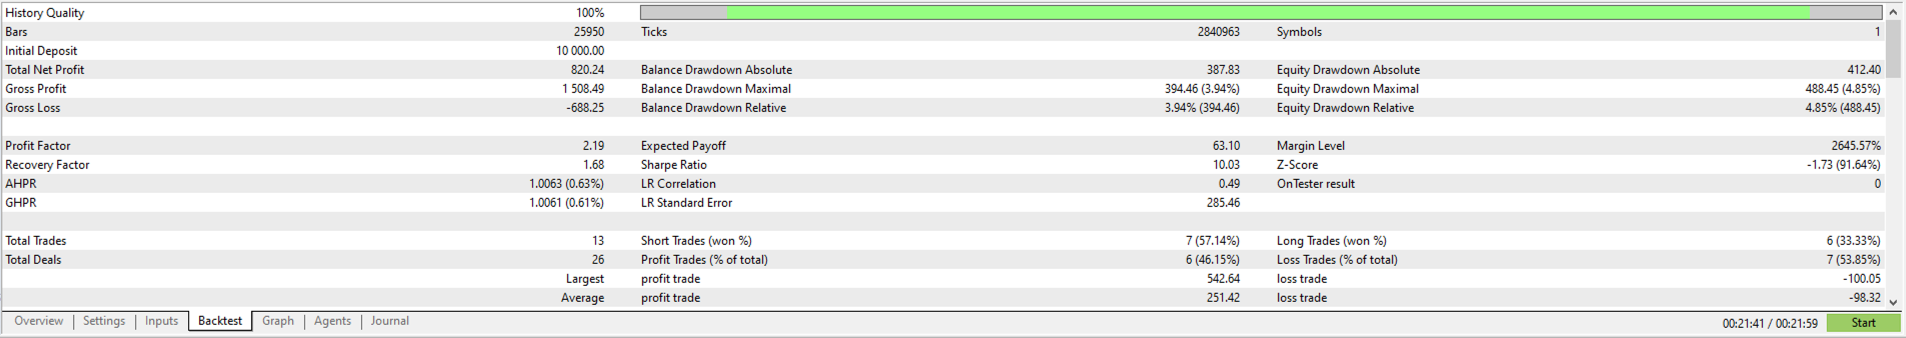 History Quality 100%
Bars 25950 Ticks 2840963 Symbols 1
Initial Deposit 10 000.00
Total Net Profit 820.24 Balance Drawdown Absolute 387.83 Equity Drawdown Absolute 412.40
Gross Profit 1 508.49 Balance Drawdown Maximal 394.46 (3.94%) Equity Drawdown Maximal 488.45 (4.85%)
Gross Loss -688.25 Balance Drawdown Relative 3.94% (394.46) Equity Drawdown Relative 4.85% (488.45)
Profit Factor 2.19 Expected Payoff 63.10 Margin Level 2645.57%
Recovery Factor 1.68 Sharpe Ratio 10.03 Z-Score -1.73 (91.64%)
AHPR 1.0063 (0.63%) LR Correlation 0.49 OnTester result 0
GHPR 1.0061 (0.61%) LR Standard Error 285.46
Total Trades 13 Short Trades (won %) 7 (57.14%) Long Trades (won %) 6 (33.33%)
Total Deals 26 Profit Trades (% of total) 6 (46.15%) Loss Trades (% of total) 7 (53.85%)
Largest profit trade 542.64 loss trade -100.05
Average profit trade 251.42 loss trade -98.32
Overview Settings Inputs Backtest Graph Agents Journal 00:21:41 / 00:21:59 Start